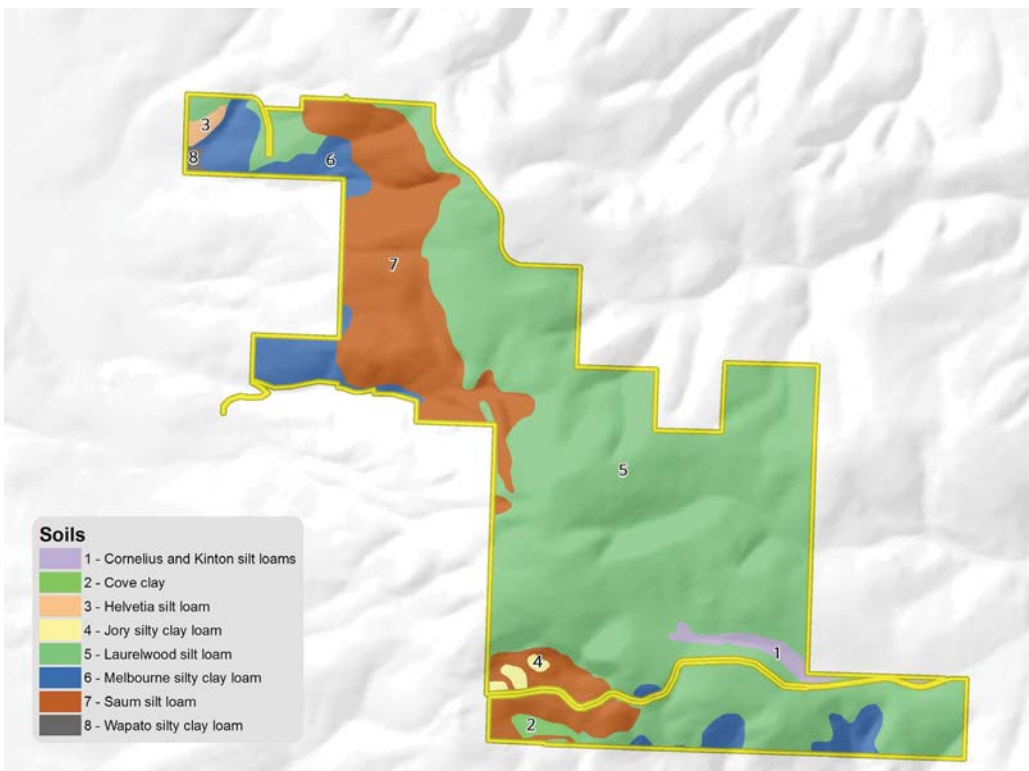 3
8
6
7
5
1
4
2
Soils
1 - Cornelius and Kinton silt loams
2 - Cove clay
3 - Helvetia silt loam
4 - Jory silty clay loam
5 - Laurelwood silt loam
6 - Melbourne silty clay loam
7 - Saum silt loam
8 - Wapato silty clay loam